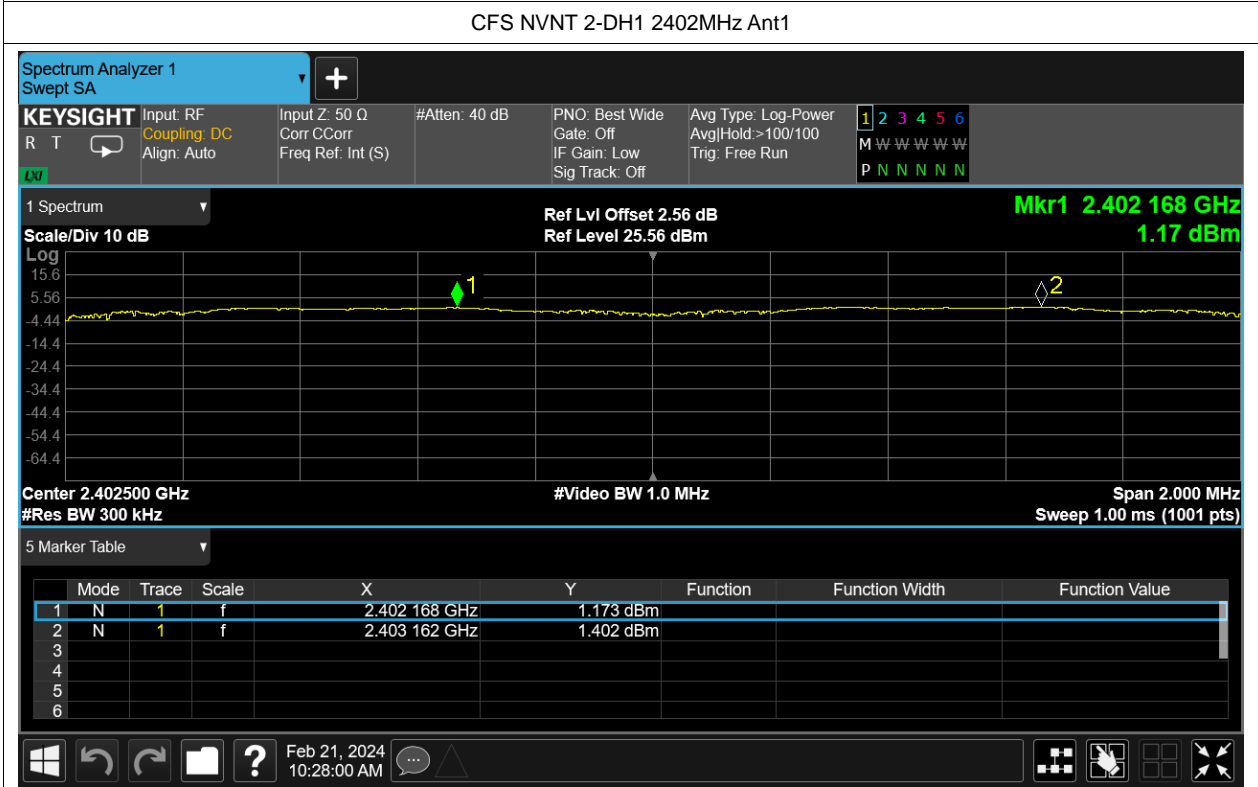 CFS NVNT 2-DH1 2402MHz Ant1
Spectrum Analyzer 1
Swept SA
KEYSIGHT Input: RF Input Z: 50 Ω #Atten: 40 dB PNO: Best Wide Avg Type: Log-Power 1 2 3 4 5 6
R T Coupling: DC Corr CCorr Gate: Off Avg|Hold:>100/100 M W W W W W
Align: Auto Freq Ref: Int (S) IF Gain: Low Trig: Free Run
LXI Sig Track: Off P N N N N N
1 Spectrum Ref Lvl Offset 2.56 dB Mkr1 2.402 168 GHz
Scale/Div 10 dB Ref Level 25.56 dBm 1.17 dBm
Log
15.6
1 2
5.56
-4.44
-14.4
-24.4
-34.4
-44.4
-54.4
-64.4
Center 2.402500 GHz #Video BW 1.0 MHz Span 2.000 MHz
#Res BW 300 kHz Sweep 1.00 ms (1001 pts)
5 Marker Table
Mode Trace Scale X Y Function Function Width Function Value
1 N 1 f 2.402 168 GHz 1.173 dBm
2 N 1 f 2.403 162 GHz 1.402 dBm
3
4
5
6
? Feb 21, 2024
10:28:00 AM